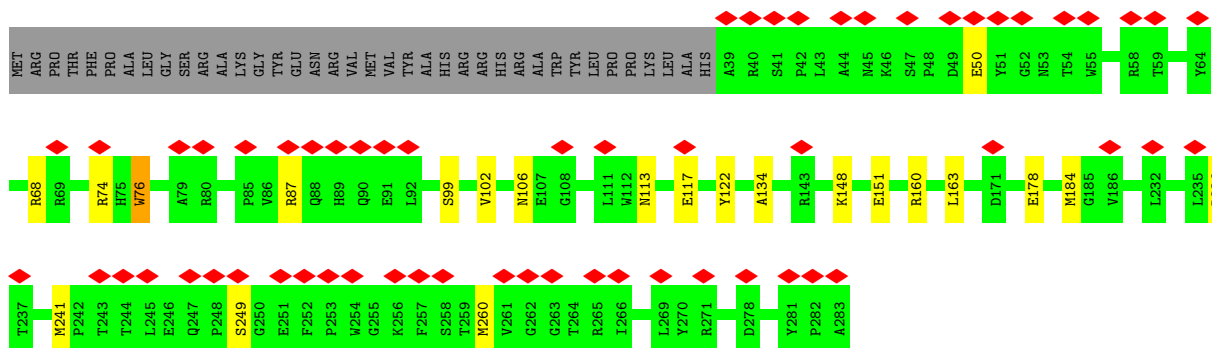 MET ARG PRO THR PHE PRO ALA LEU GLY SER ARG ALA LYS GLY TYR GLU ASN ARG VAL MET VAL TYR ALA HIS ARG ARG HIS ARG ALA TRP TYR LEU PRO PRO LYS LEU ALA HIS A39 R40 S41 P42 L43 A44 N45 K46 S47 P48 D49 E50 Y51 G52 N53 T54 W55 R58 T59 Y64
R68 R69 R74 H75 W76 A79 R80 P85 V86 R87 Q88 H89 Q90 E91 L92 S99 V102 N106 E107 G108 L111 W112 N113 E117 Y122 A134 R143 K148 E151 R160 L163 D171 E178 M184 G185 V186 L232 L235
T237 M241 P242 T243 T244 L245 E246 Q247 P248 S249 G250 E251 F252 P253 W254 G255 K256 F257 S258 T259 M260 V261 G262 G263 T264 R265 I266 L269 Y270 R271 D278 Y281 P282 A283